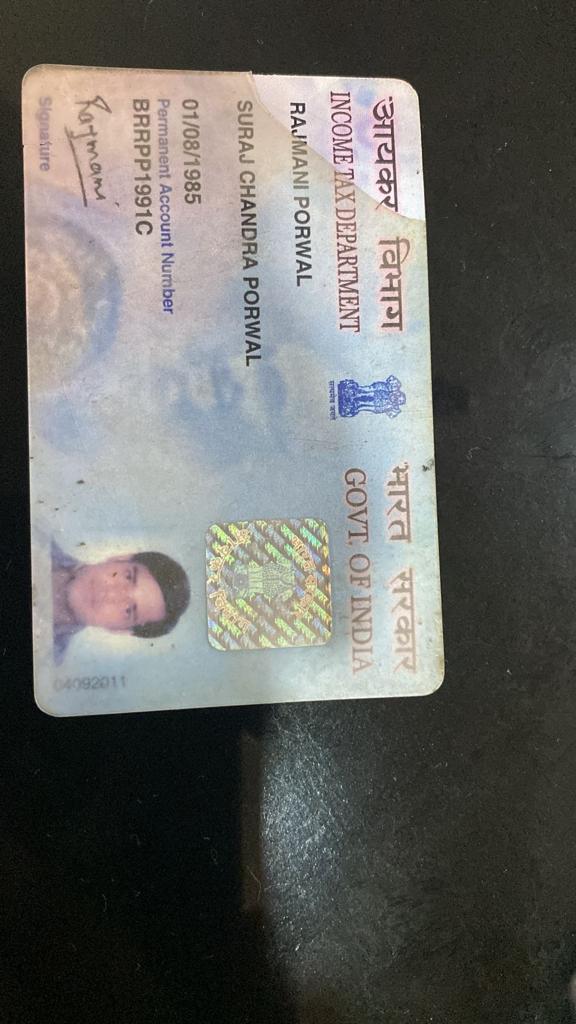 आयकर विभाग
INCOME TAX DEPARTMENT
भारत सरकार
GOVT. OF INDIA
सत्यमेव जयते
RAJMANI PORWAL
SURAJ CHANDRA PORWAL
01/08/1985
Permanent Account Number
BRRPP1991C
Rajmani
Signature
04092011